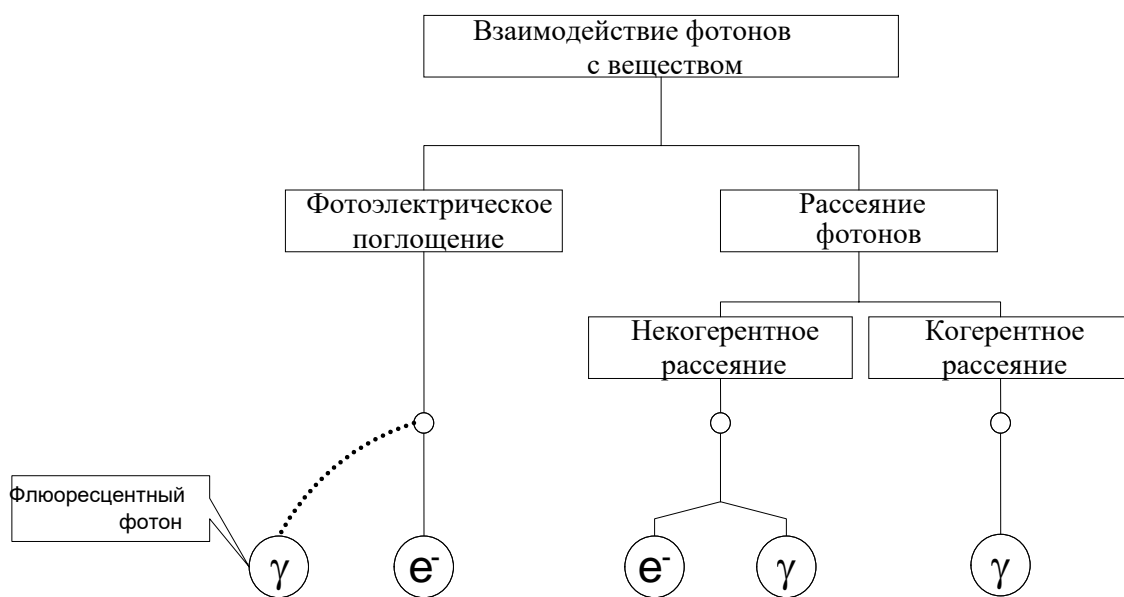 Взаимодействие фотонов
с веществом
Фотоэлектрическое
поглощение
Рассеяние
фотонов
Некогерентное
рассеяние
Когерентное
рассеяние
Флюоресцентный
фотон
γ
e-
e-
γ
γ